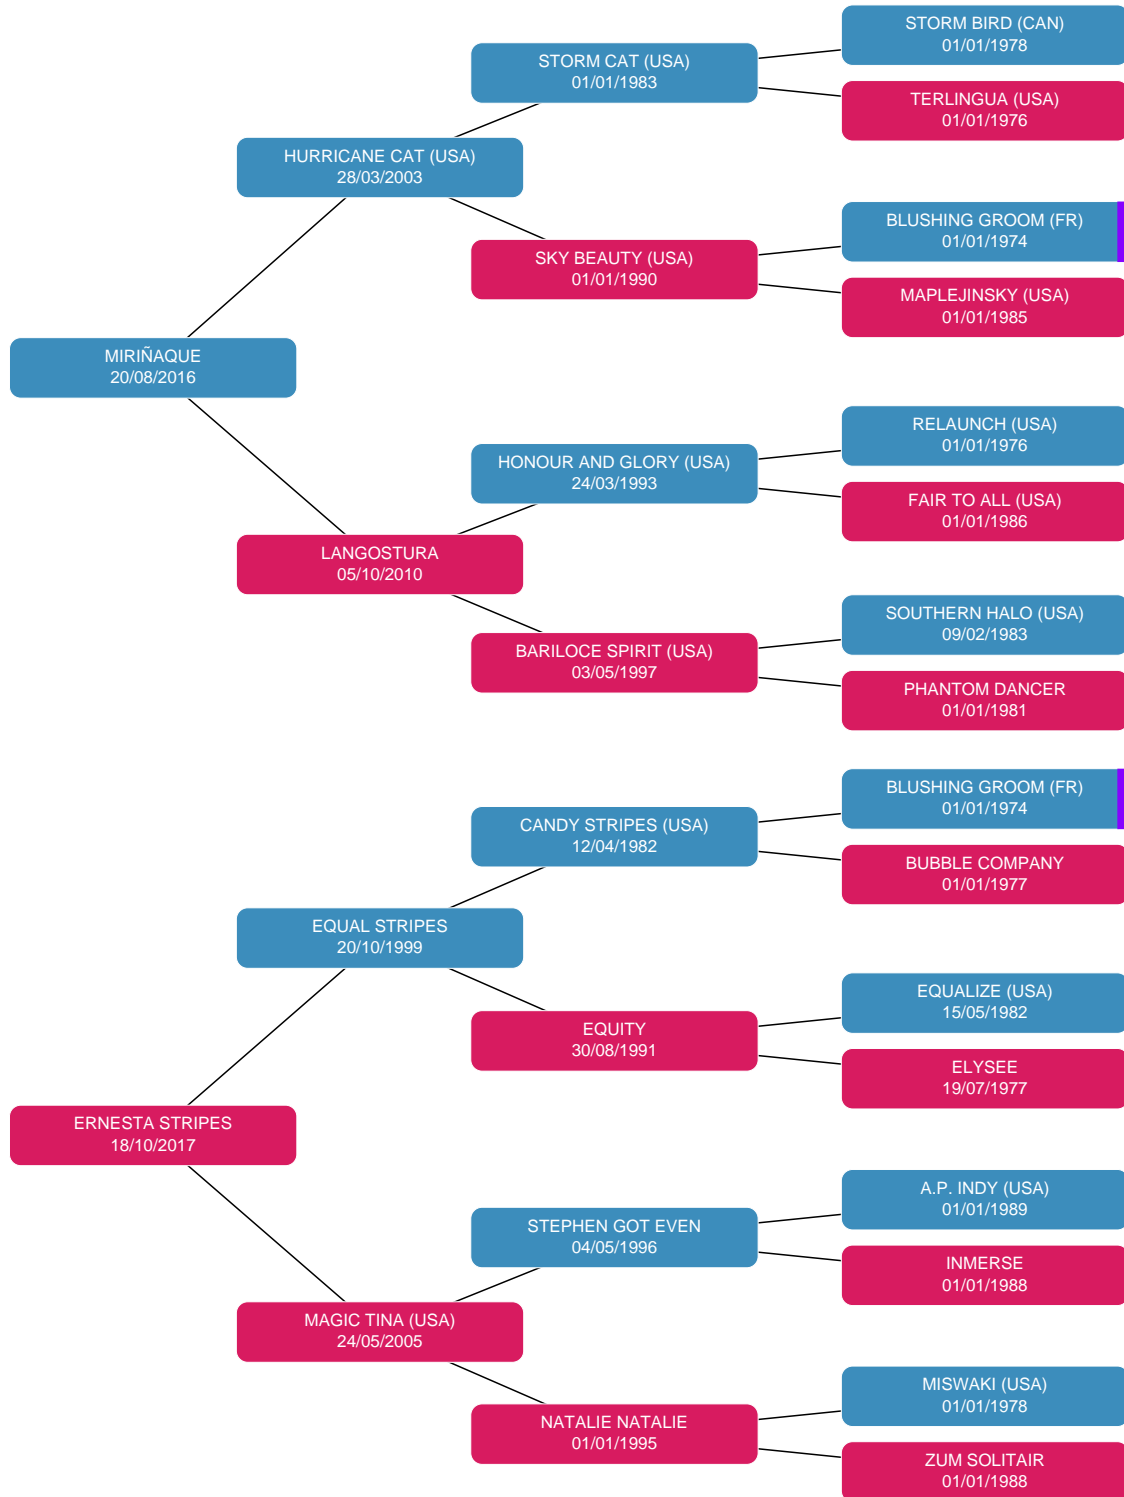 STORM BIRD (CAN)
01/01/1978
STORM CAT (USA)
01/01/1983
TERLINGUA (USA)
01/01/1976
HURRICANE CAT (USA)
28/03/2003
BLUSHING GROOM (FR)
01/01/1974
SKY BEAUTY (USA)
01/01/1990
MAPLEJINSKY (USA)
01/01/1985
MIRIÑAQUE
20/08/2016
RELAUNCH (USA)
01/01/1976
HONOUR AND GLORY (USA)
24/03/1993
FAIR TO ALL (USA)
01/01/1986
LANGOSTURA
05/10/2010
SOUTHERN HALO (USA)
09/02/1983
BARILOCE SPIRIT (USA)
03/05/1997
PHANTOM DANCER
01/01/1981
BLUSHING GROOM (FR)
01/01/1974
CANDY STRIPES (USA)
12/04/1982
BUBBLE COMPANY
01/01/1977
EQUAL STRIPES
20/10/1999
EQUALIZE (USA)
15/05/1982
EQUITY
30/08/1991
ELYSEE
19/07/1977
ERNESTA STRIPES
18/10/2017
A.P. INDY (USA)
01/01/1989
STEPHEN GOT EVEN
04/05/1996
INMERSE
01/01/1988
MAGIC TINA (USA)
24/05/2005
MISWAKI (USA)
01/01/1978
NATALIE NATALIE
01/01/1995
ZUM SOLITAIR
01/01/1988